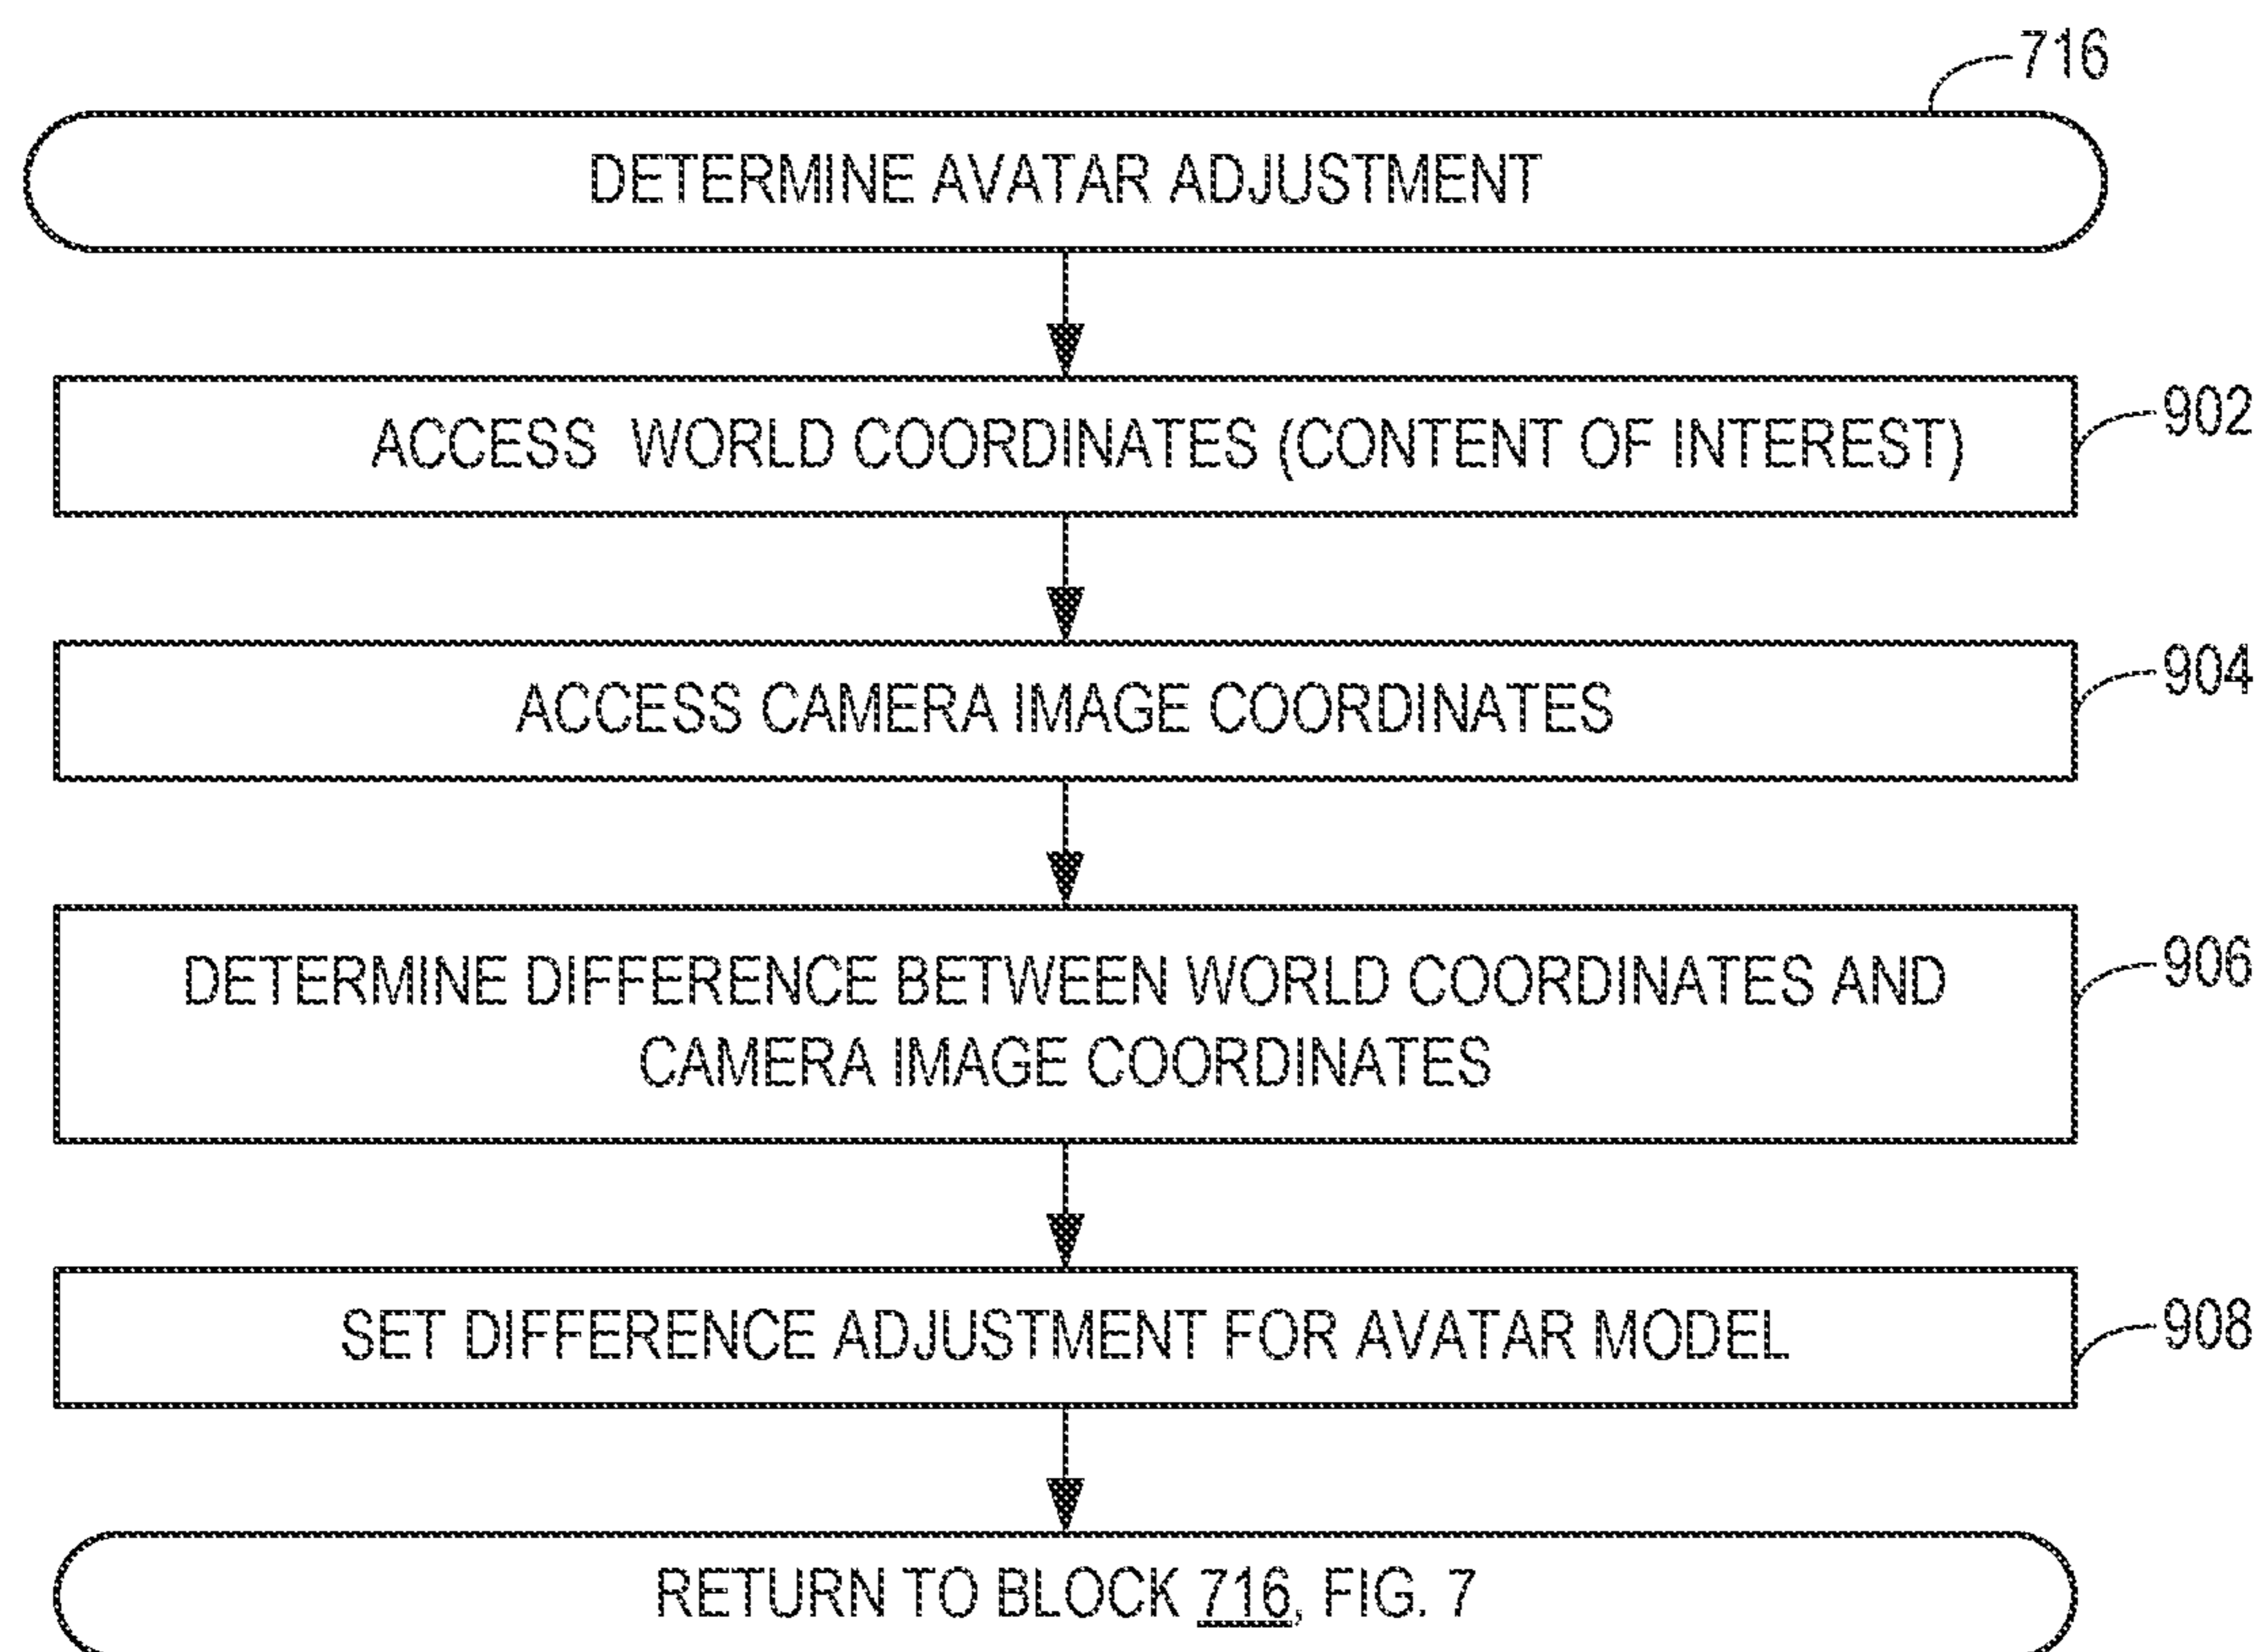 716
DETERMINE AVATAR ADJUSTMENT
ACCESS WORLD COORDINATES (CONTENT OF INTEREST)
902
ACCESS CAMERA IMAGE COORDINATES
904
DETERMINE DIFFERENCE BETWEEN WORLD COORDINATES AND
CAMERA IMAGE COORDINATES
906
SET DIFFERENCE ADJUSTMENT FOR AVATAR MODEL
908
RETURN TO BLOCK 716, FIG. 7